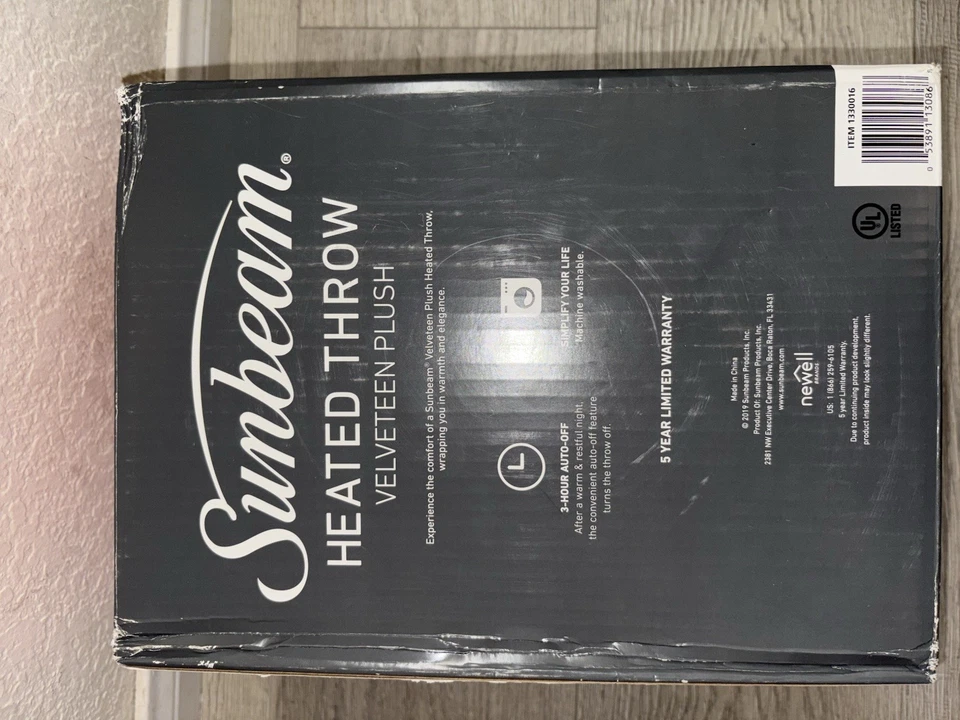 Sunbeam®
HEATED THROW
VELVETEEN PLUSH
Experience the comfort of a Sunbeam® Velveteen Plush Heated Throw,
wrapping you in warmth and elegance.
3-HOUR AUTO-OFF
After a warm & restful night,
the convenient auto-off feature
turns the throw off.
SIMPLIFY YOUR LIFE
Machine washable.
5 YEAR LIMITED WARRANTY
Made in China
© 2019 Sunbeam Products, Inc.
Product Of: Sunbeam Products, Inc.
2381 NW Executive Center Drive, Boca Raton, FL 33431
www.sunbeam.com
newell
BRANDS
US: 1 (866) 259-6105
5 year Limited Warranty.
Due to continuing product development,
product inside may look slightly different.
UL
LISTED
ITEM 1330016
0 53891 13086